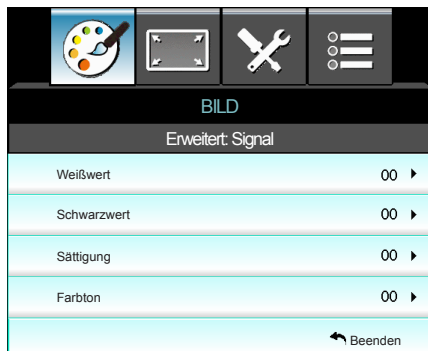 BILD
Erweitert: Signal
Weißwert 00
Schwarzwert 00
Sättigung 00
Farbton 00
Beenden